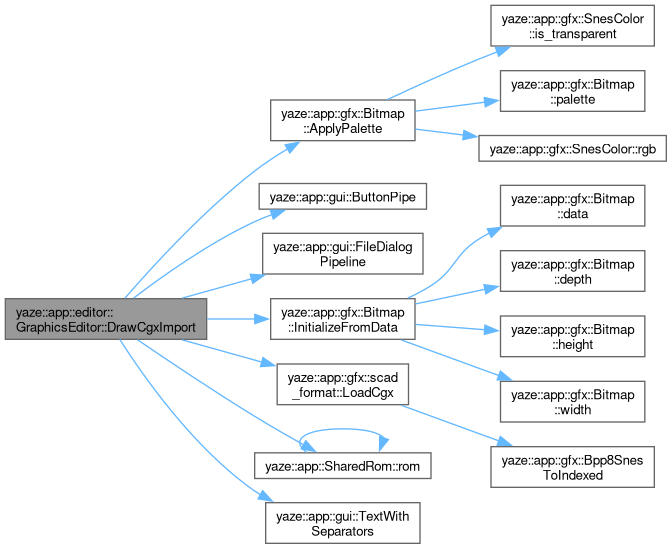 yaze::app::editor::
GraphicsEditor::DrawCgxImport
yaze::app::gfx::Bitmap
::ApplyPalette
yaze::app::gui::ButtonPipe
yaze::app::gui::FileDialog
Pipeline
yaze::app::gfx::Bitmap
::InitializeFromData
yaze::app::gfx::scad
_format::LoadCgx
yaze::app::SharedRom::rom
yaze::app::gui::TextWith
Separators
yaze::app::gfx::SnesColor
::is_transparent
yaze::app::gfx::Bitmap
::palette
yaze::app::gfx::SnesColor::rgb
yaze::app::gfx::Bitmap
::data
yaze::app::gfx::Bitmap
::depth
yaze::app::gfx::Bitmap
::height
yaze::app::gfx::Bitmap
::width
yaze::app::gfx::Bpp8Snes
ToIndexed